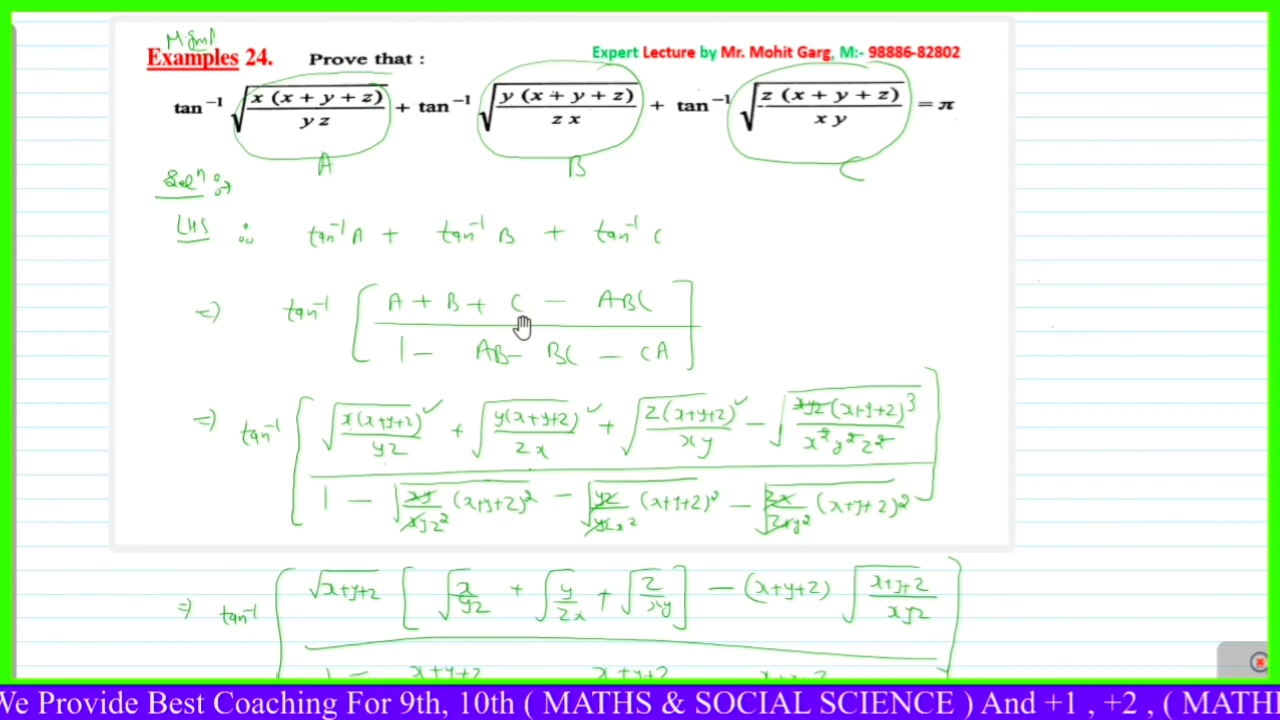 M.Imp
Examples 24. Prove that : Expert Lecture by Mr. Mohit Garg, M:- 98886-82802
tan⁻¹ √(x (x + y + z) / y z) + tan⁻¹ √(y (x + y + z) / z x) + tan⁻¹ √(z (x + y + z) / x y) = π
A B C
Solⁿ :→
LHS : tan⁻¹ A + tan⁻¹ B + tan⁻¹ C
⇒ tan⁻¹ [ (A + B + C − ABC) / (1 − AB − BC − CA) ]
⇒ tan⁻¹ [ ( √(x(x+y+z) / yz) + √(y(x+y+z) / zx) + √(z(x+y+z) / xy) − √(xyz(x+y+z)³ / x²y²z²) ) / ( 1 − √(xy/xyz² (x+y+z)²) − √(yz/yzx² (x+y+z)²) − √(zx/zxy² (x+y+z)²) ) ]
⇒ tan⁻¹ [ √x+y+z [ √(x/yz) + √(y/zx) + √(z/xy) ] − (x+y+z) √(x+y+z / xyz)
1 − x+y+z x+y+z
We Provide Best Coaching For 9th, 10th ( MATHS & SOCIAL SCIENCE ) And +1 , +2 , ( MATH